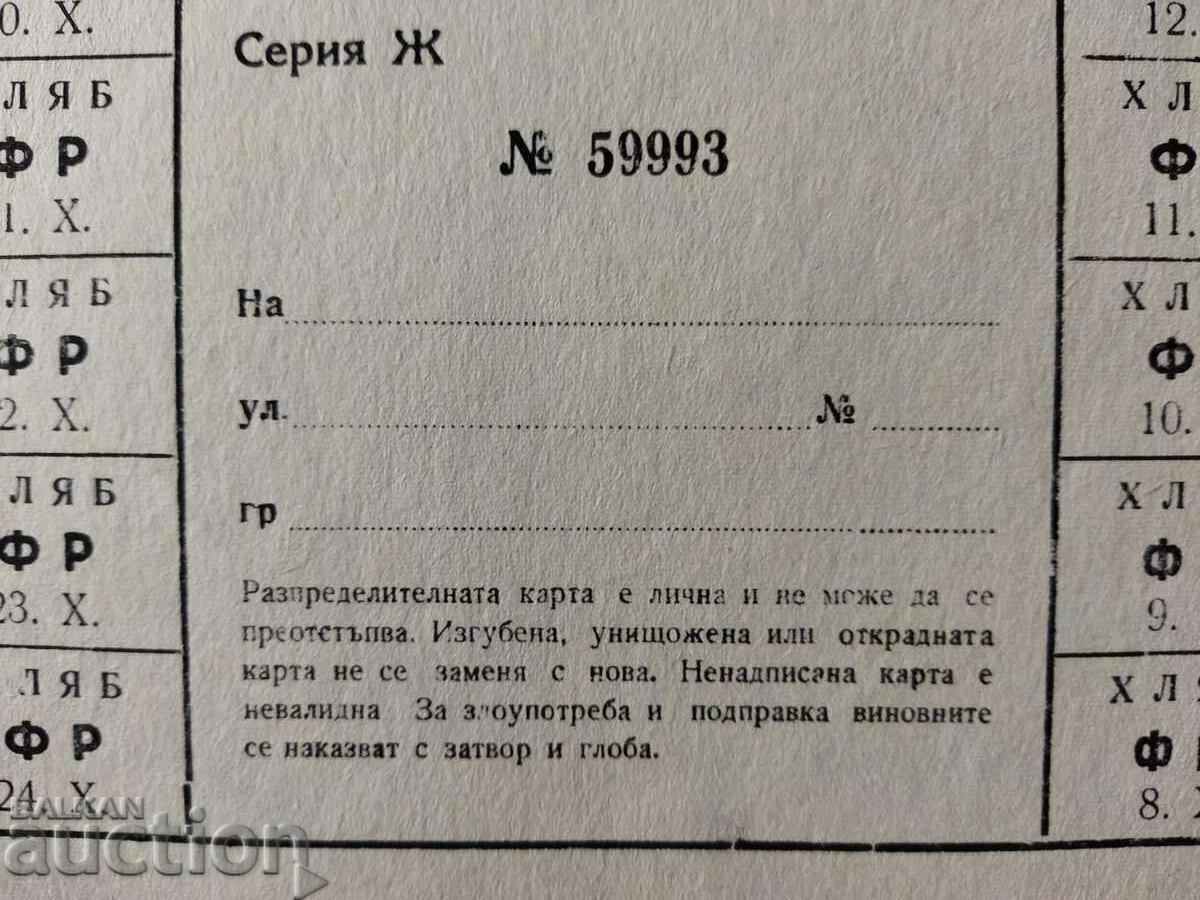 0. X.
ЛЯБ
ФР
1. X.
ЛЯБ
ФР
2. X.
ЛЯБ
ФР
23. X.
ЛЯБ
ФР
24. X.
Серия Ж
№ 59993
На
ул. №
гр
Разпределителната карта е лична и не може да се
преотстъпва. Изгубена, унищожена или открадната
карта не се заменя с нова. Ненадписана карта е
невалидна За злоупотреба и подправка виновните
се наказват с затвор и глоба.
12.
ХЛ
Ф
11.
ХЛ
Ф
10.
ХЛ
Ф
9.
ХЛ
Ф
8.
BALKAN
auction